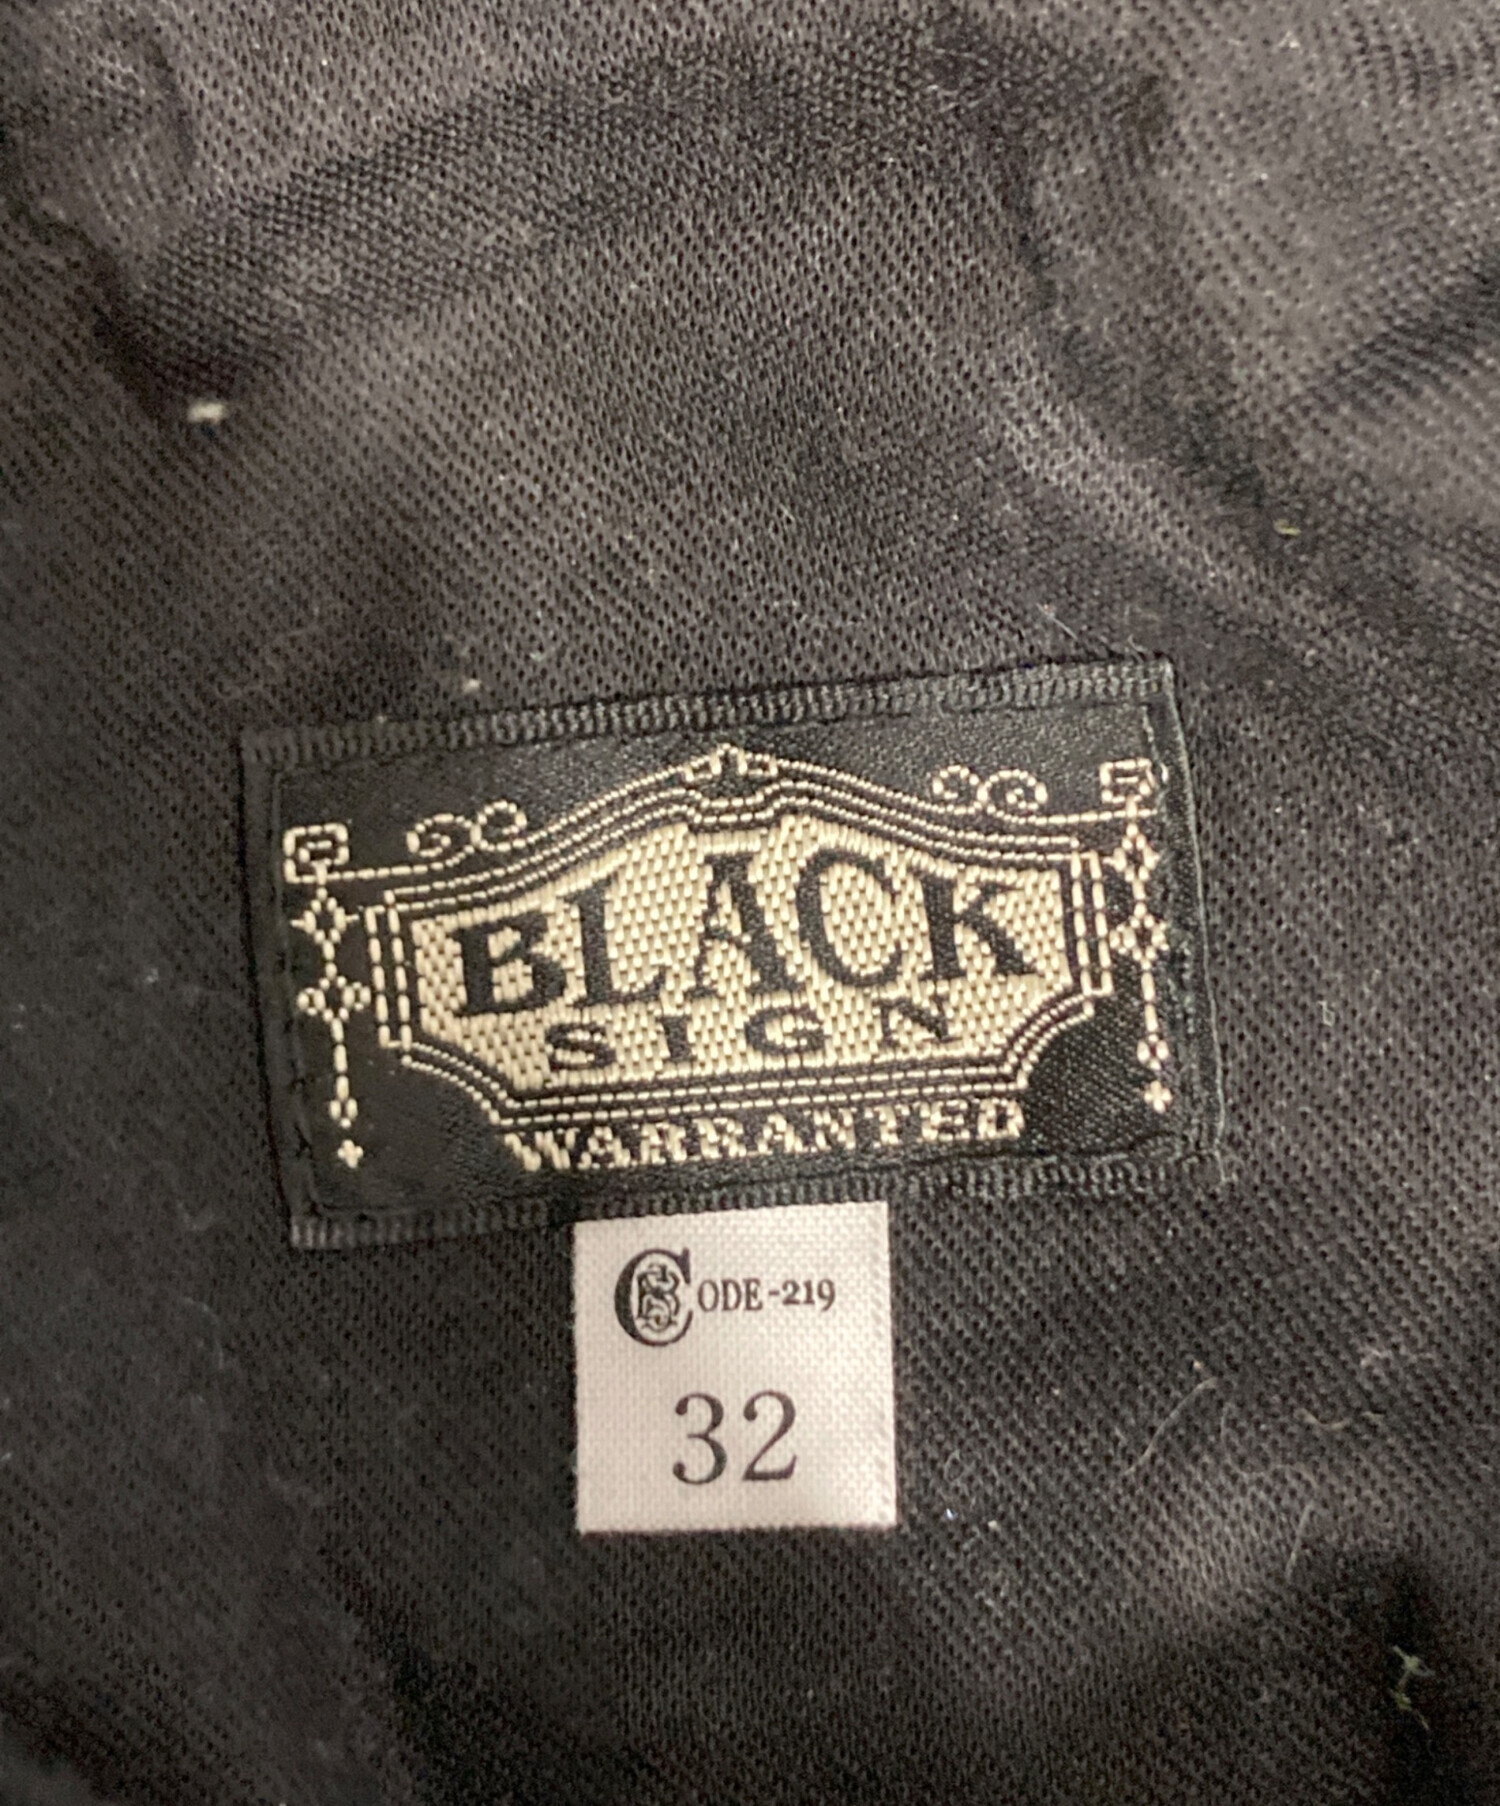 BLACK
SIGN
WARRANTED
CODE-219
32